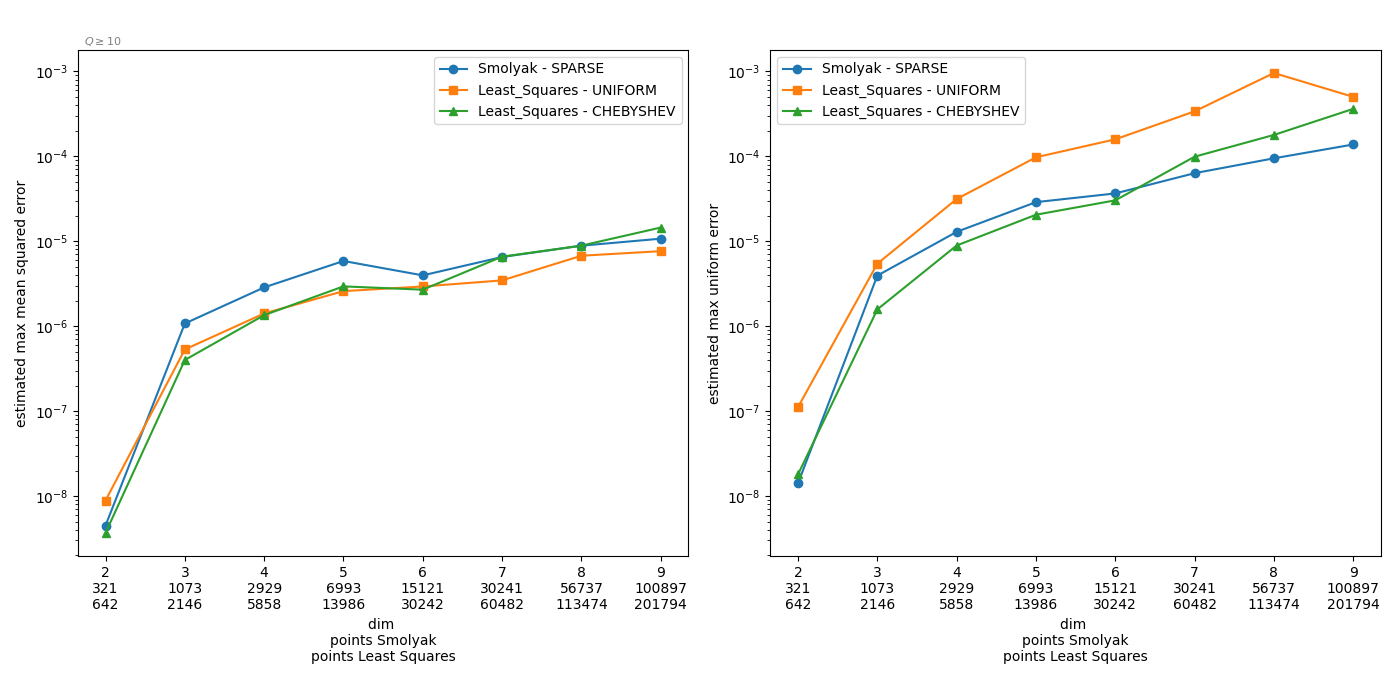 Q ≥ 10
estimated max mean squared error
10⁻³
10⁻⁴
10⁻⁵
10⁻⁶
10⁻⁷
10⁻⁸
Smolyak - SPARSE
Least_Squares - UNIFORM
Least_Squares - CHEBYSHEV
2 3 4 5 6 7 8 9
321 1073 2929 6993 15121 30241 56737 100897
642 2146 5858 13986 30242 60482 113474 201794
dim
points Smolyak
points Least Squares
estimated max uniform error
10⁻³
10⁻⁴
10⁻⁵
10⁻⁶
10⁻⁷
10⁻⁸
Smolyak - SPARSE
Least_Squares - UNIFORM
Least_Squares - CHEBYSHEV
2 3 4 5 6 7 8 9
321 1073 2929 6993 15121 30241 56737 100897
642 2146 5858 13986 30242 60482 113474 201794
dim
points Smolyak
points Least Squares